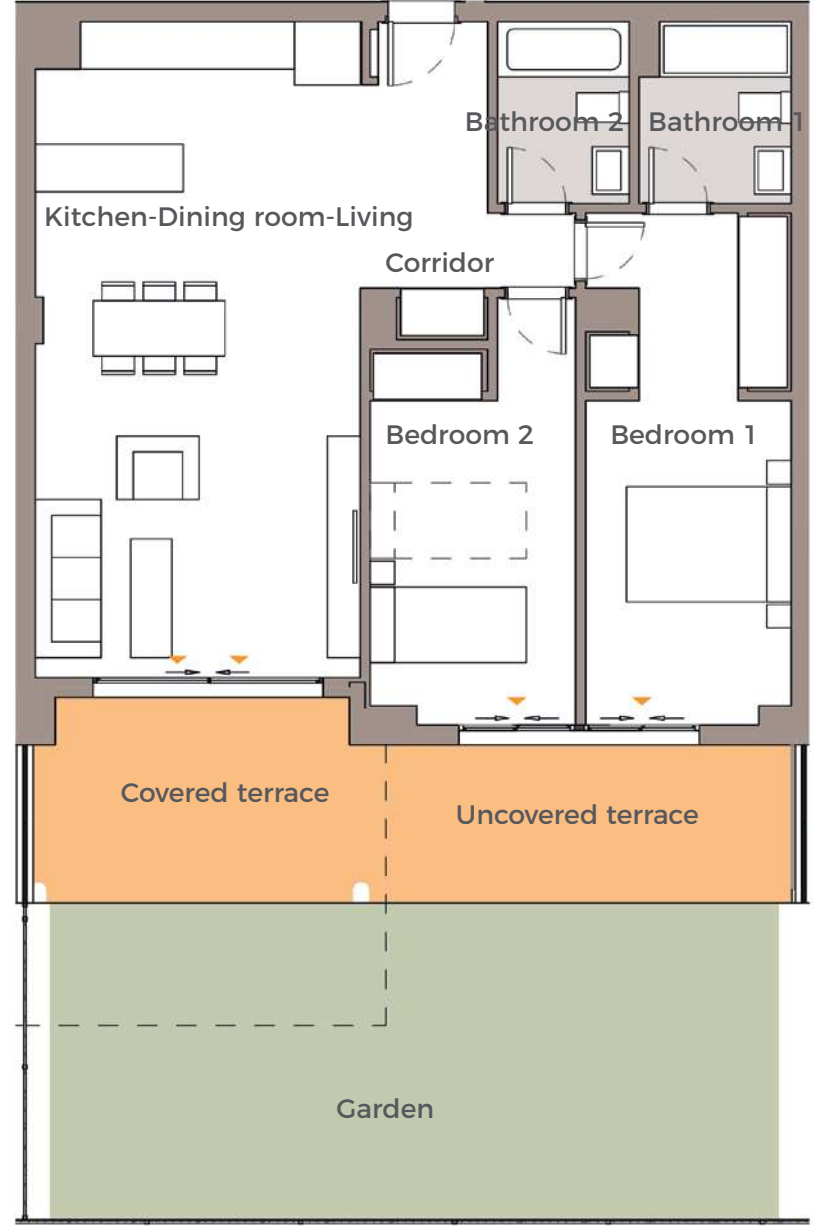 Bathroom 2
Bathroom 1
Kitchen-Dining room-Living
Corridor
Bedroom 2
Bedroom 1
Covered terrace
Uncovered terrace
Garden